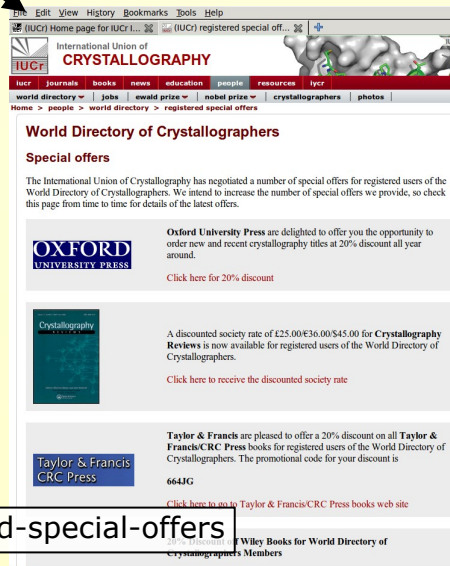 File Edit View History Bookmarks Tools Help
(IUCr) Home page for IUCr I... (IUCr) registered special off...
International Union of
CRYSTALLOGRAPHY
IUCr
iucr journals books news education people resources iycr
world directory jobs ewald prize nobel prize crystallographers photos
Home > people > world directory > registered special offers
World Directory of Crystallographers
Special offers
The International Union of Crystallography has negotiated a number of special offers for registered users of the
World Directory of Crystallographers. We intend to increase the number of special offers we provide, so check
this page from time to time for details of the latest offers.
OXFORD
UNIVERSITY PRESS
Oxford University Press are delighted to offer you the opportunity to
order new and recent crystallography titles at 20% discount all year
around.
Click here for 20% discount
Crystallography
REVIEWS
A discounted society rate of £25.00/€36.00/$45.00 for Crystallography
Reviews is now available for registered users of the World Directory of
Crystallographers.
Click here to receive the discounted society rate
Taylor & Francis
CRC Press
Taylor & Francis are pleased to offer a 20% discount on all Taylor &
Francis/CRC Press books for registered users of the World Directory of
Crystallographers. The promotional code for your discount is
664JG
Click here to go to Taylor & Francis/CRC Press books web site
d-special-offers
20% Discount of Wiley Books for World Directory of
Crystallographers Members